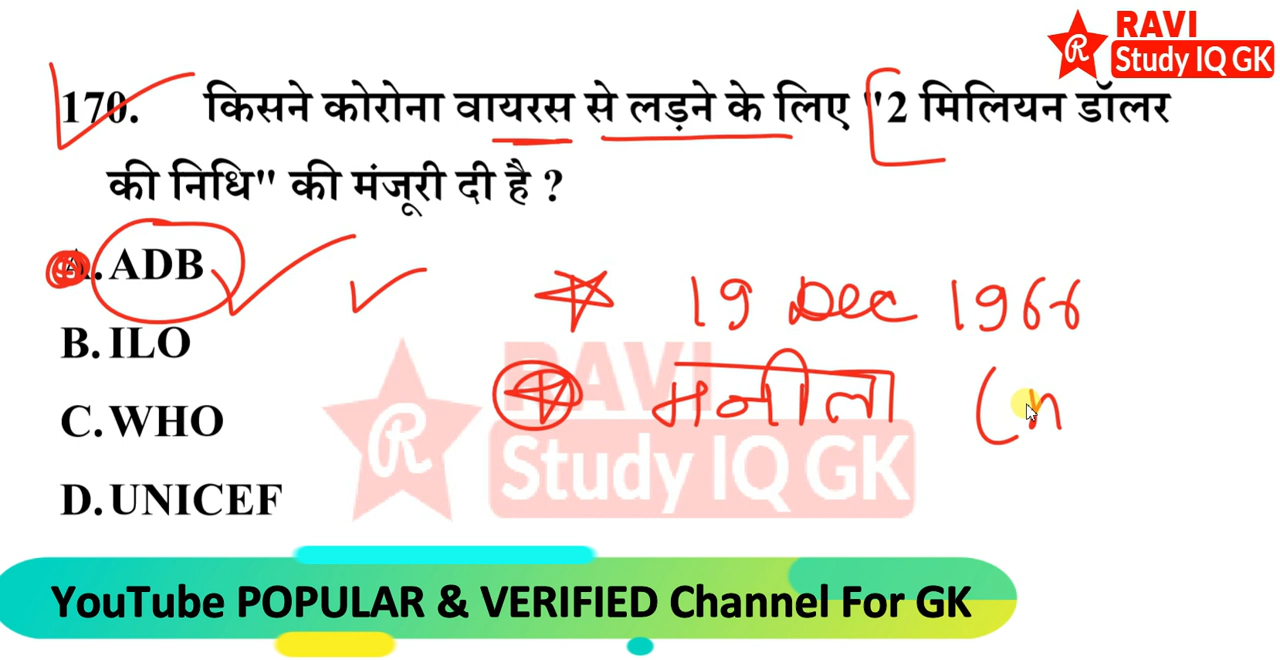 RAVI
Study IQ GK
170. किसने कोरोना वायरस से लड़ने के लिए "2 मिलियन डॉलर
की निधि" की मंजूरी दी है ?
A. ADB
B. ILO
C. WHO
D. UNICEF
19 Dec 1966
मनीला (
RAVI
Study IQ GK
YouTube POPULAR & VERIFIED Channel For GK